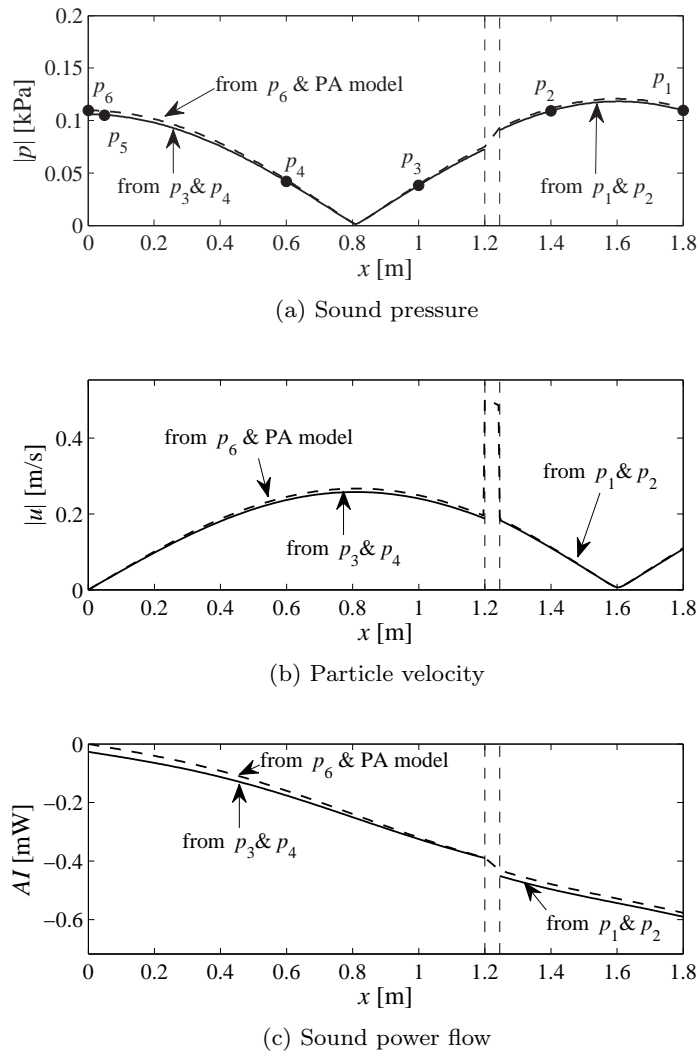 0.2
0.15
0.1
0.05
0
|p| [kPa]
p6
from p6 & PA model
p5
from p3& p4
p4
p3
p2
p1
from p1& p2
0 0.2 0.4 0.6 0.8 1 1.2 1.4 1.6 1.8
x [m]
(a) Sound pressure
0.4
0.2
0
|u| [m/s]
from p6 & PA model
from p3& p4
from p1& p2
0 0.2 0.4 0.6 0.8 1 1.2 1.4 1.6 1.8
x [m]
(b) Particle velocity
0
−0.2
−0.4
−0.6
AI [mW]
from p6 & PA model
from p3& p4
from p1& p2
0 0.2 0.4 0.6 0.8 1 1.2 1.4 1.6 1.8
x [m]
(c) Sound power flow